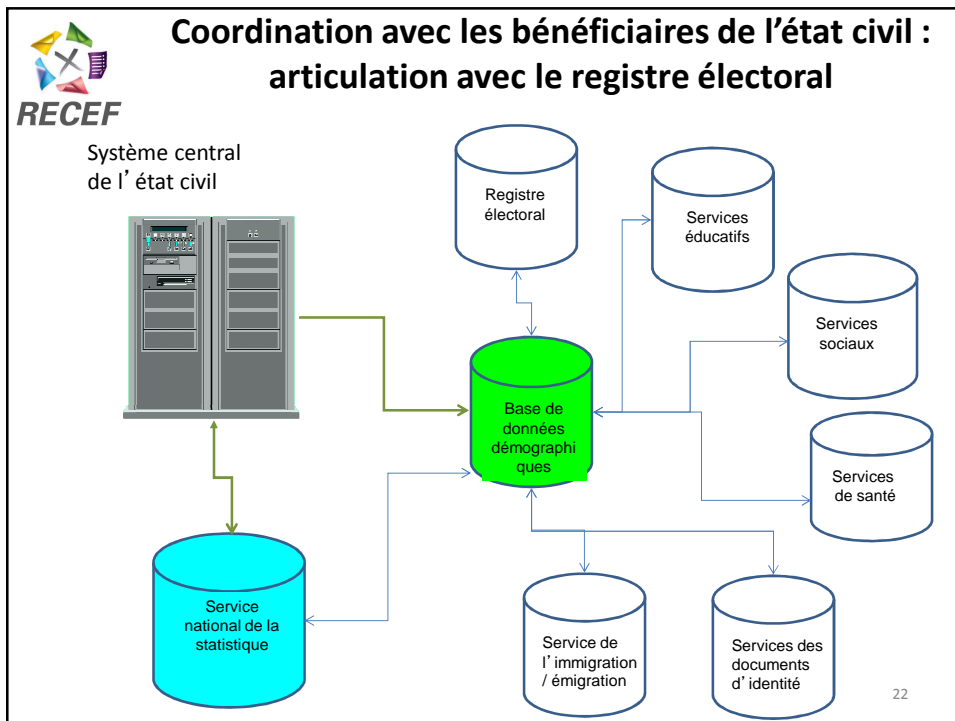 Coordination avec les bénéficiaires de l’état civil :
articulation avec le registre électoral
RECEF
Système central
de l’état civil
Registre
électoral
Services
éducatifs
Services
sociaux
Base de
données
démographi
ques
Services
de santé
Service
national de la
statistique
Service de
l’immigration
/ émigration
Services des
documents
d’identité
22